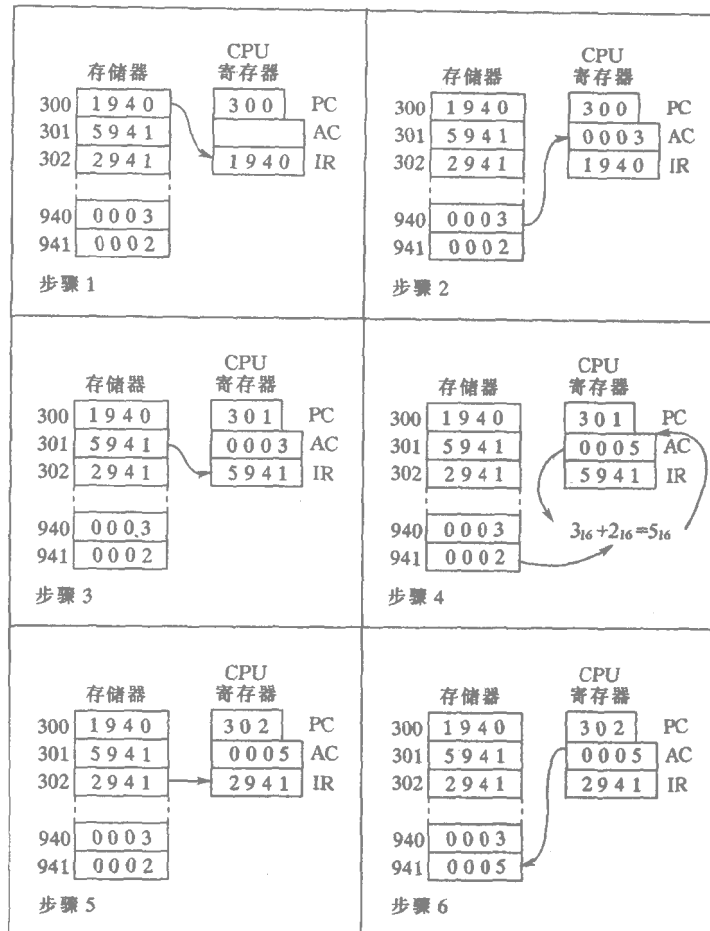 CPU
存储器 寄存器
300 1940 300 PC
301 5941 AC
302 2941 1940 IR
940 0003
941 0002
步骤 1
CPU
存储器 寄存器
300 1940 300 PC
301 5941 0003 AC
302 2941 1940 IR
940 0003
941 0002
步骤 2
CPU
存储器 寄存器
300 1940 301 PC
301 5941 0003 AC
302 2941 5941 IR
940 0003
941 0002
步骤 3
CPU
存储器 寄存器
300 1940 301 PC
301 5941 0005 AC
302 2941 5941 IR
940 0003 3₁₆+2₁₆=5₁₆
941 0002
步骤 4
CPU
存储器 寄存器
300 1940 302 PC
301 5941 0005 AC
302 2941 2941 IR
940 0003
941 0002
步骤 5
CPU
存储器 寄存器
300 1940 302 PC
301 5941 0005 AC
302 2941 2941 IR
940 0003
941 0005
步骤 6